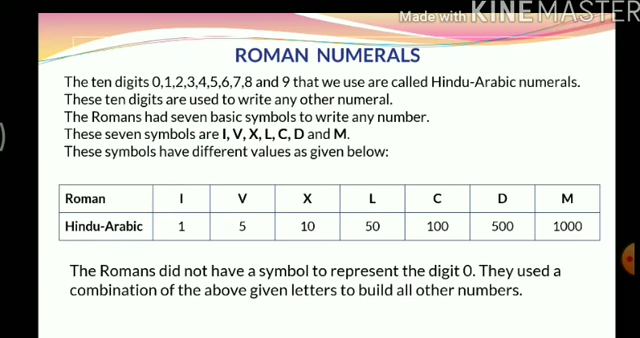 Made with KINEMASTER
ROMAN NUMERALS
The ten digits 0,1,2,3,4,5,6,7,8 and 9 that we use are called Hindu-Arabic numerals.
These ten digits are used to write any other numeral.
The Romans had seven basic symbols to write any number.
These seven symbols are I, V, X, L, C, D and M.
These symbols have different values as given below:
Roman I V X L C D M
Hindu-Arabic 1 5 10 50 100 500 1000
The Romans did not have a symbol to represent the digit 0. They used a
combination of the above given letters to build all other numbers.